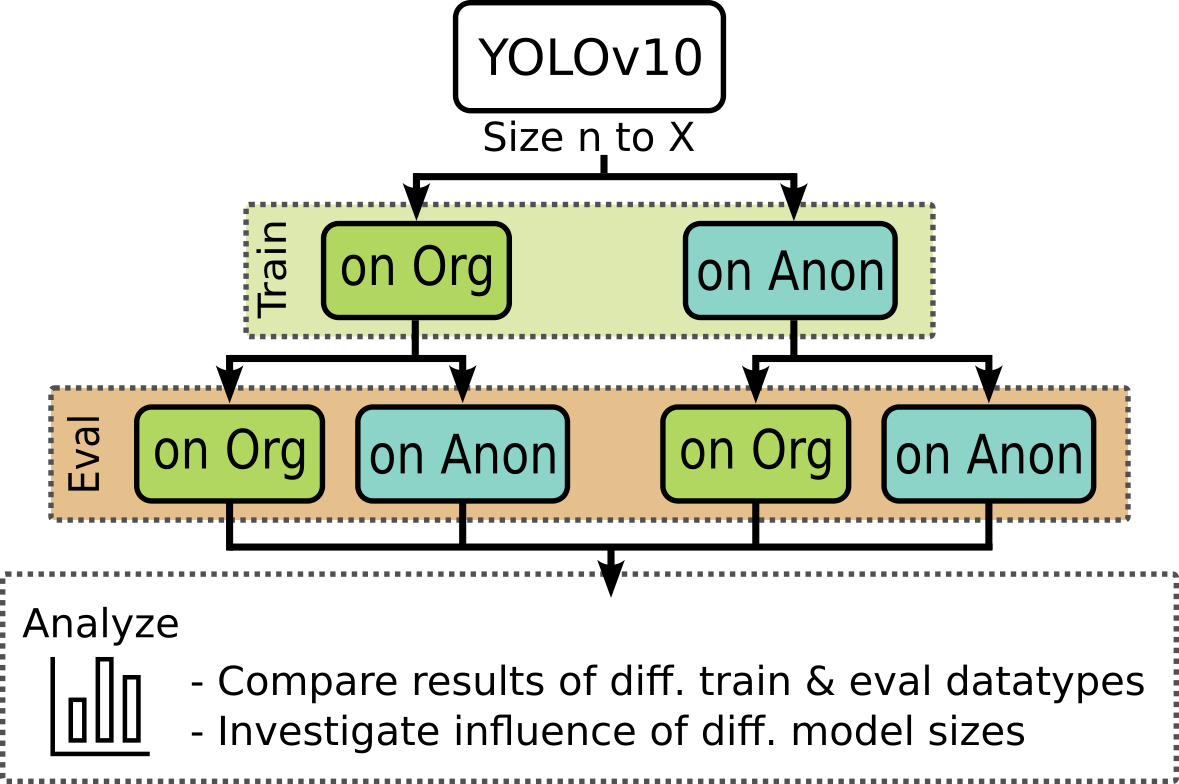 YOLOv10
Size n to X
Train
on Org
on Anon
Eval
on Org
on Anon
on Org
on Anon
Analyze
- Compare results of diff. train & eval datatypes
- Investigate influence of diff. model sizes